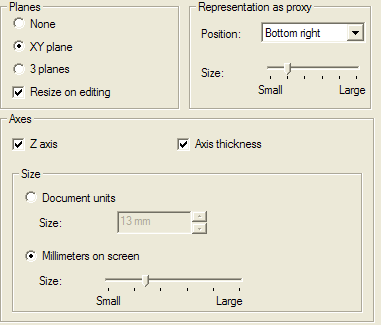 Planes
None
XY plane
3 planes
Resize on editing
Representation as proxy
Position: Bottom right
Size:
Small Large
Axes
Z axis Axis thickness
Size
Document units
Size: 13 mm
Millimeters on screen
Size:
Small Large